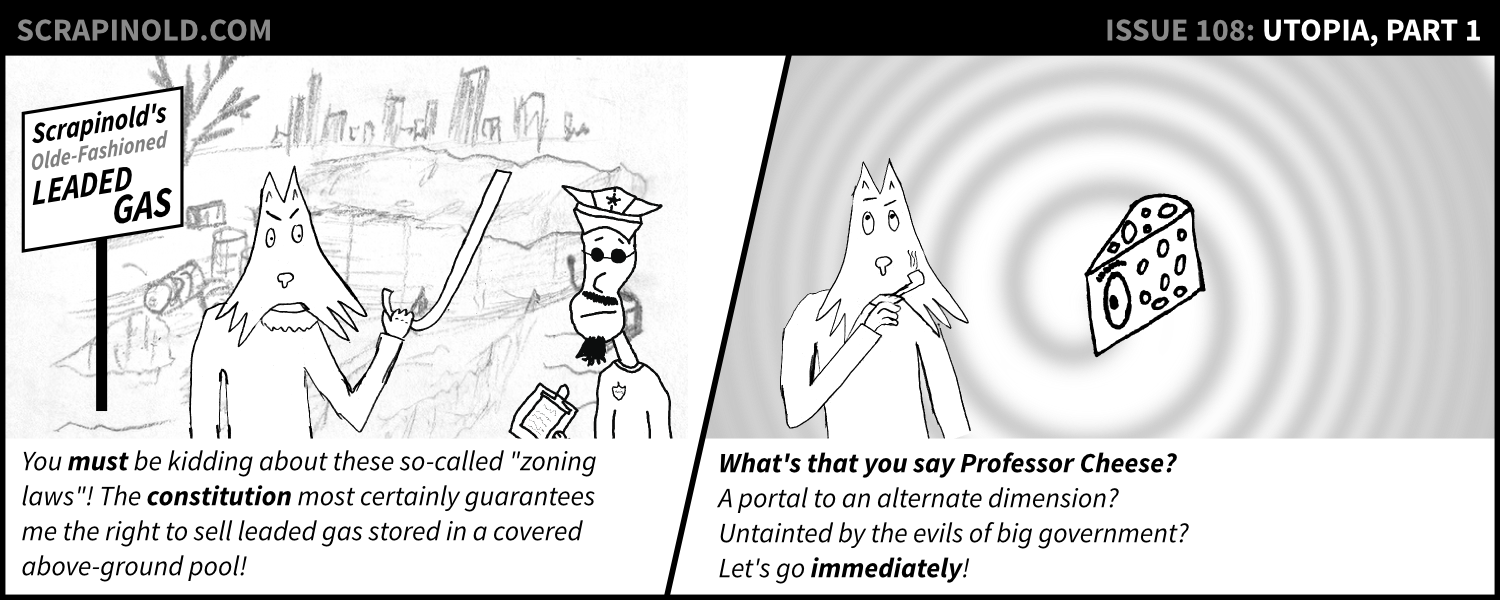 SCRAPINOLD.COM
ISSUE 108: UTOPIA, PART 1
Scrapinold's
Olde-Fashioned
LEADED
GAS
You must be kidding about these so-called "zoning
laws"! The constitution most certainly guarantees
me the right to sell leaded gas stored in a covered
above-ground pool!
What's that you say Professor Cheese?
A portal to an alternate dimension?
Untainted by the evils of big government?
Let's go immediately!